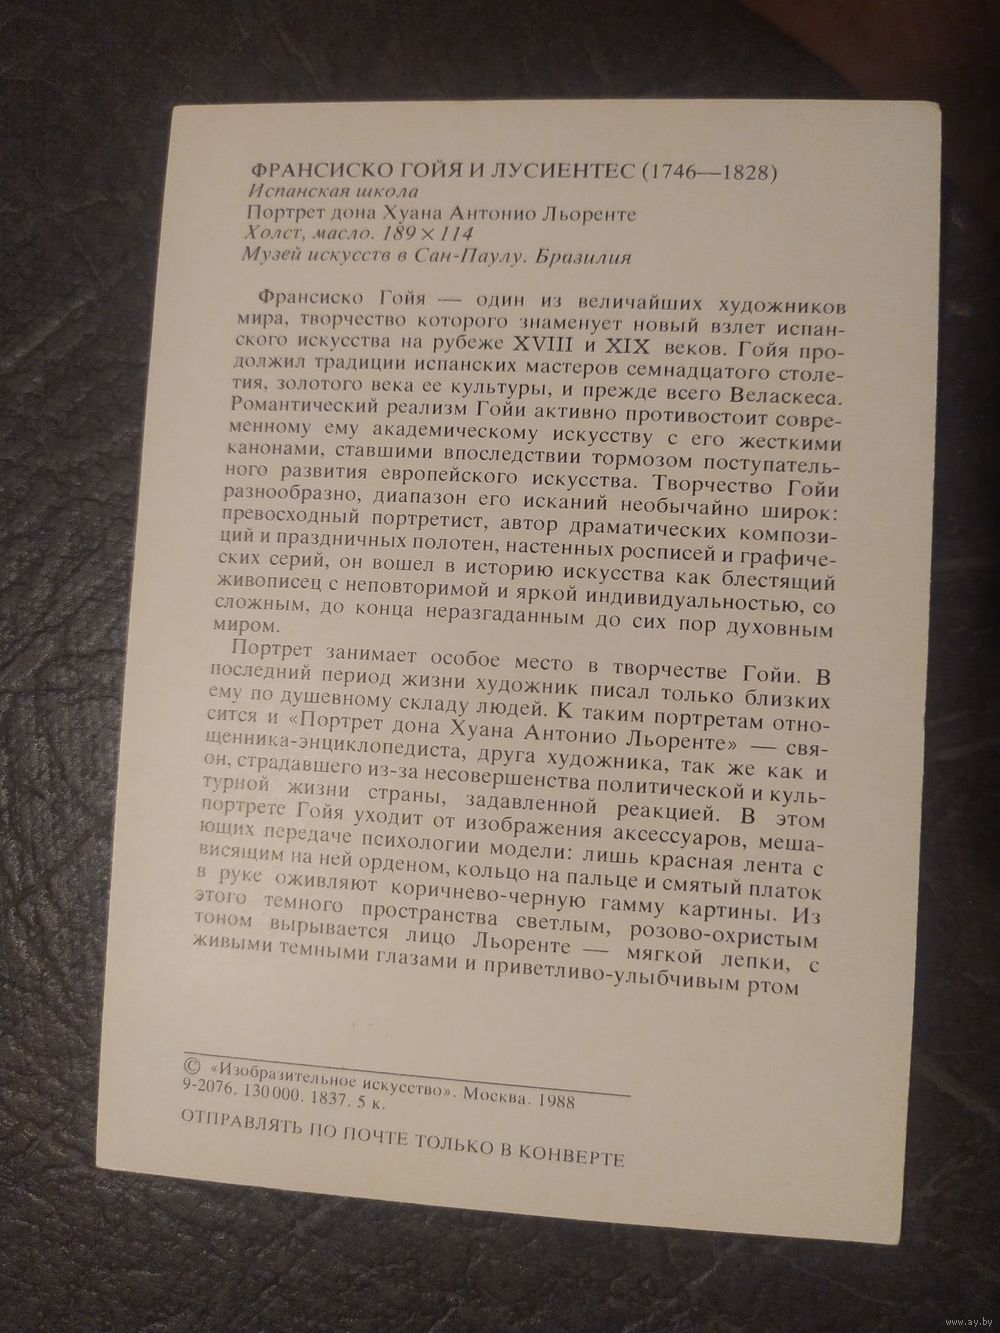 ФРАНСИСКО ГОЙЯ И ЛУСИЕНТЕС (1746—1828)
Испанская школа
Портрет дона Хуана Антонио Льоренте
Холст, масло. 189 × 114
Музей искусств в Сан-Паулу. Бразилия
Франсиско Гойя — один из величайших художников
мира, творчество которого знаменует новый взлет испан-
ского искусства на рубеже XVIII и XIX веков. Гойя про-
должил традиции испанских мастеров семнадцатого столе-
тия, золотого века ее культуры, и прежде всего Веласкеса.
Романтический реализм Гойи активно противостоит совре-
менному ему академическому искусству с его жесткими
канонами, ставшими впоследствии тормозом поступатель-
ного развития европейского искусства. Творчество Гойи
разнообразно, диапазон его исканий необычайно широк:
превосходный портретист, автор драматических компози-
ций и праздничных полотен, настенных росписей и графиче-
ских серий, он вошел в историю искусства как блестящий
живописец с неповторимой и яркой индивидуальностью, со
сложным, до конца неразгаданным до сих пор духовным
миром.
Портрет занимает особое место в творчестве Гойи. В
последний период жизни художник писал только близких
ему по душевному складу людей. К таким портретам отно-
сится и «Портрет дона Хуана Антонио Льоренте» — свя-
щенника-энциклопедиста, друга художника, так же как и
он, страдавшего из-за несовершенства политической и куль-
турной жизни страны, задавленной реакцией. В этом
портрете Гойя уходит от изображения аксессуаров, меша-
ющих передаче психологии модели: лишь красная лента с
висящим на ней орденом, кольцо на пальце и смятый платок
в руке оживляют коричнево-черную гамму картины. Из
этого темного пространства светлым, розово-охристым
тоном вырывается лицо Льоренте — мягкой лепки, с
живыми темными глазами и приветливо-улыбчивым ртом
© «Изобразительное искусство». Москва. 1988
9-2076. 130000. 1837. 5 к.
ОТПРАВЛЯТЬ ПО ПОЧТЕ ТОЛЬКО В КОНВЕРТЕ
www.ay.by